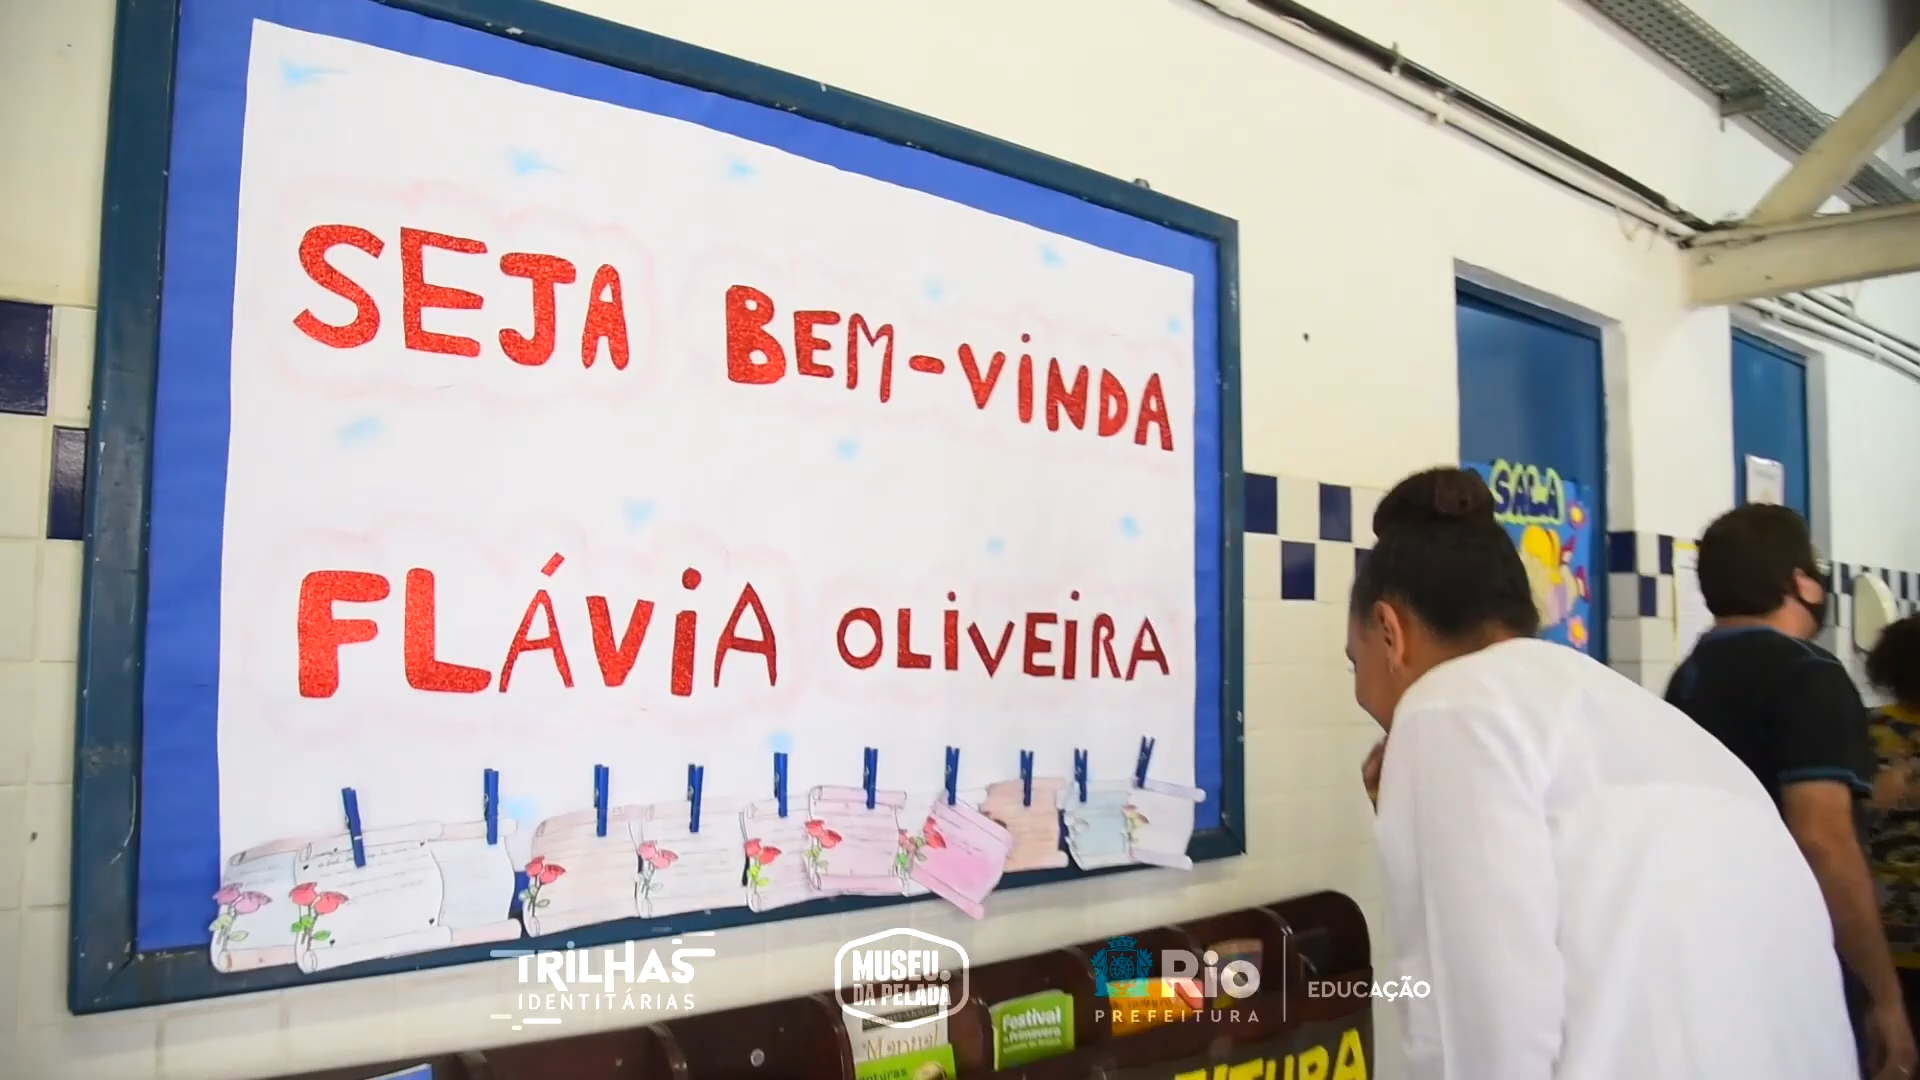 SEJA BEM-VINDA
FLÁVIA OLIVEIRA
SALA
TRILHAS
IDENTITÁRIAS
MUSEU
DA PELADA
Rio
PREFEITURA
EDUCAÇÃO
Festival